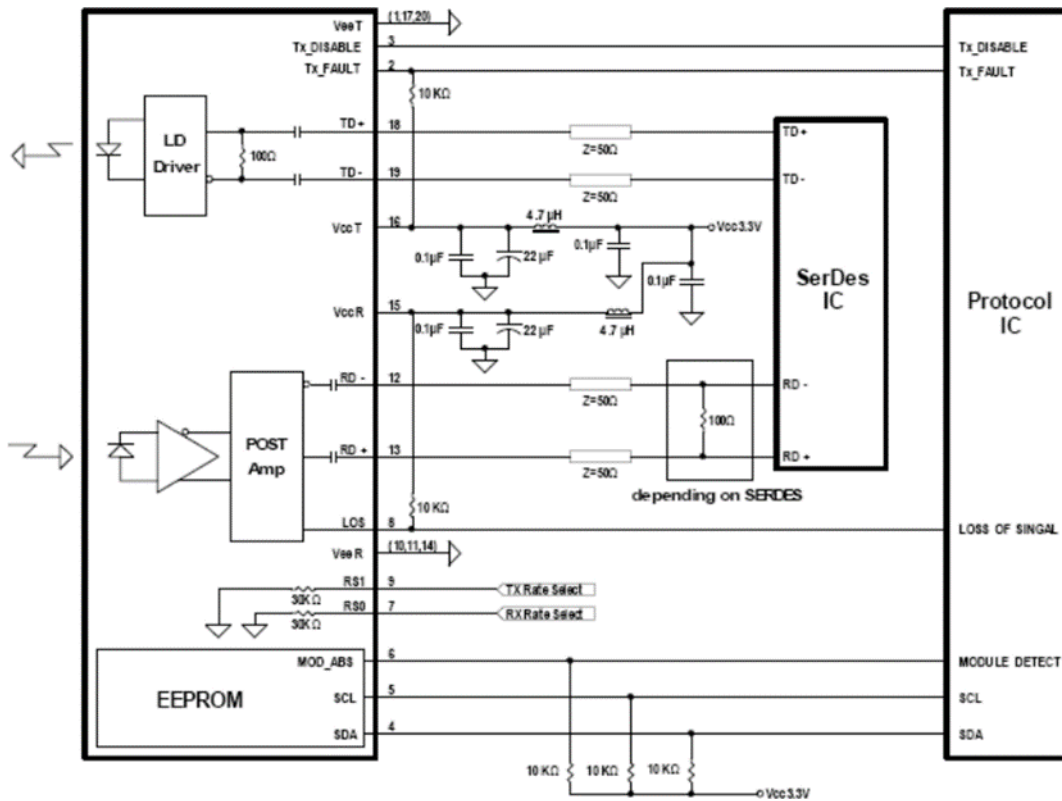 VeeT (1,17,20)
Tx_DISABLE 3 Tx_DISABLE
Tx_FAULT 2 Tx_FAULT
10 KΩ
LD Driver
100Ω
TD+ 18 Z=50Ω TD+
TD- 19 Z=50Ω TD-
VccT 16 4.7 µH Vcc3.3V
0.1µF 22 µF 0.1µF 0.1µF
SerDes IC
Protocol IC
VccR 15 4.7 µH
0.1µF 22 µF
RD - 12 Z=50Ω RD -
POST Amp
100Ω
RD + 13 Z=50Ω RD +
depending on SERDES
10 KΩ
LOS 8 LOSS OF SINGAL
VeeR (10,11,14)
RS1 9 TX Rate Select
30KΩ
RS0 7 RX Rate Select
30KΩ
MOD_ABS 6 MODULE DETECT
EEPROM
SCL 5 SCL
SDA 4 SDA
10 KΩ 10 KΩ 10 KΩ
Vcc3.3V